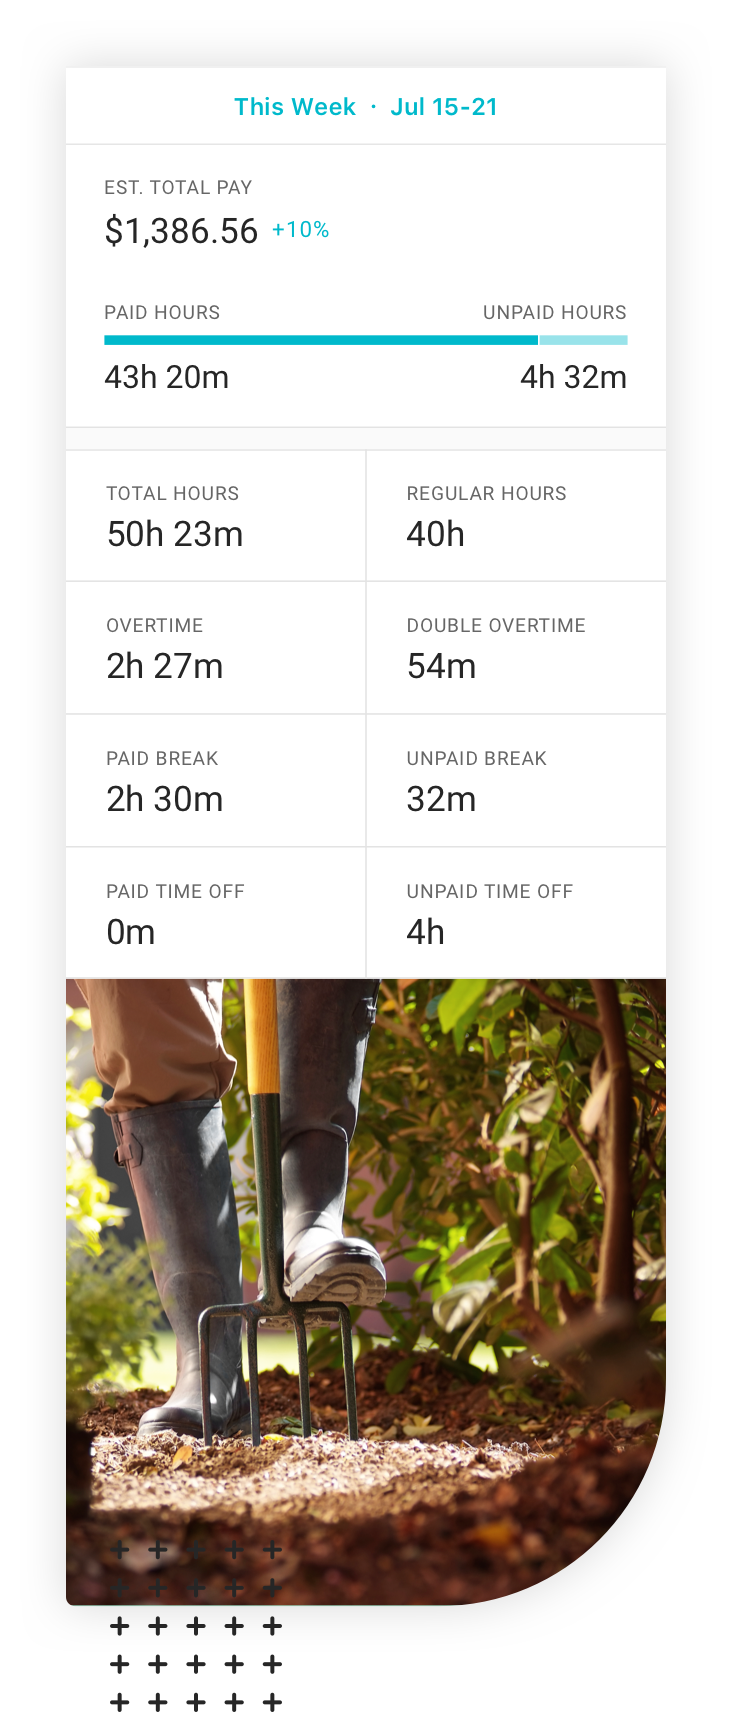 This Week · Jul 15-21
EST. TOTAL PAY
$1,386.56 +10%
PAID HOURS UNPAID HOURS
43h 20m 4h 32m
TOTAL HOURS REGULAR HOURS
50h 23m 40h
OVERTIME DOUBLE OVERTIME
2h 27m 54m
PAID BREAK UNPAID BREAK
2h 30m 32m
PAID TIME OFF UNPAID TIME OFF
0m 4h